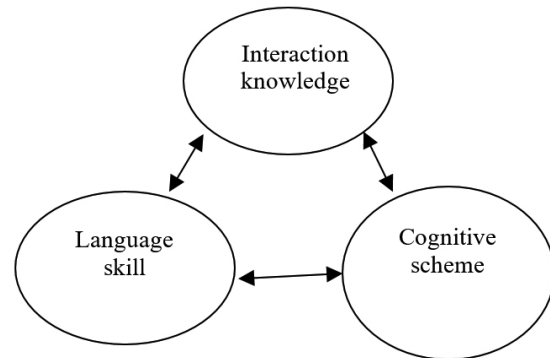 Interaction
knowledge
Language
skill
Cognitive
scheme